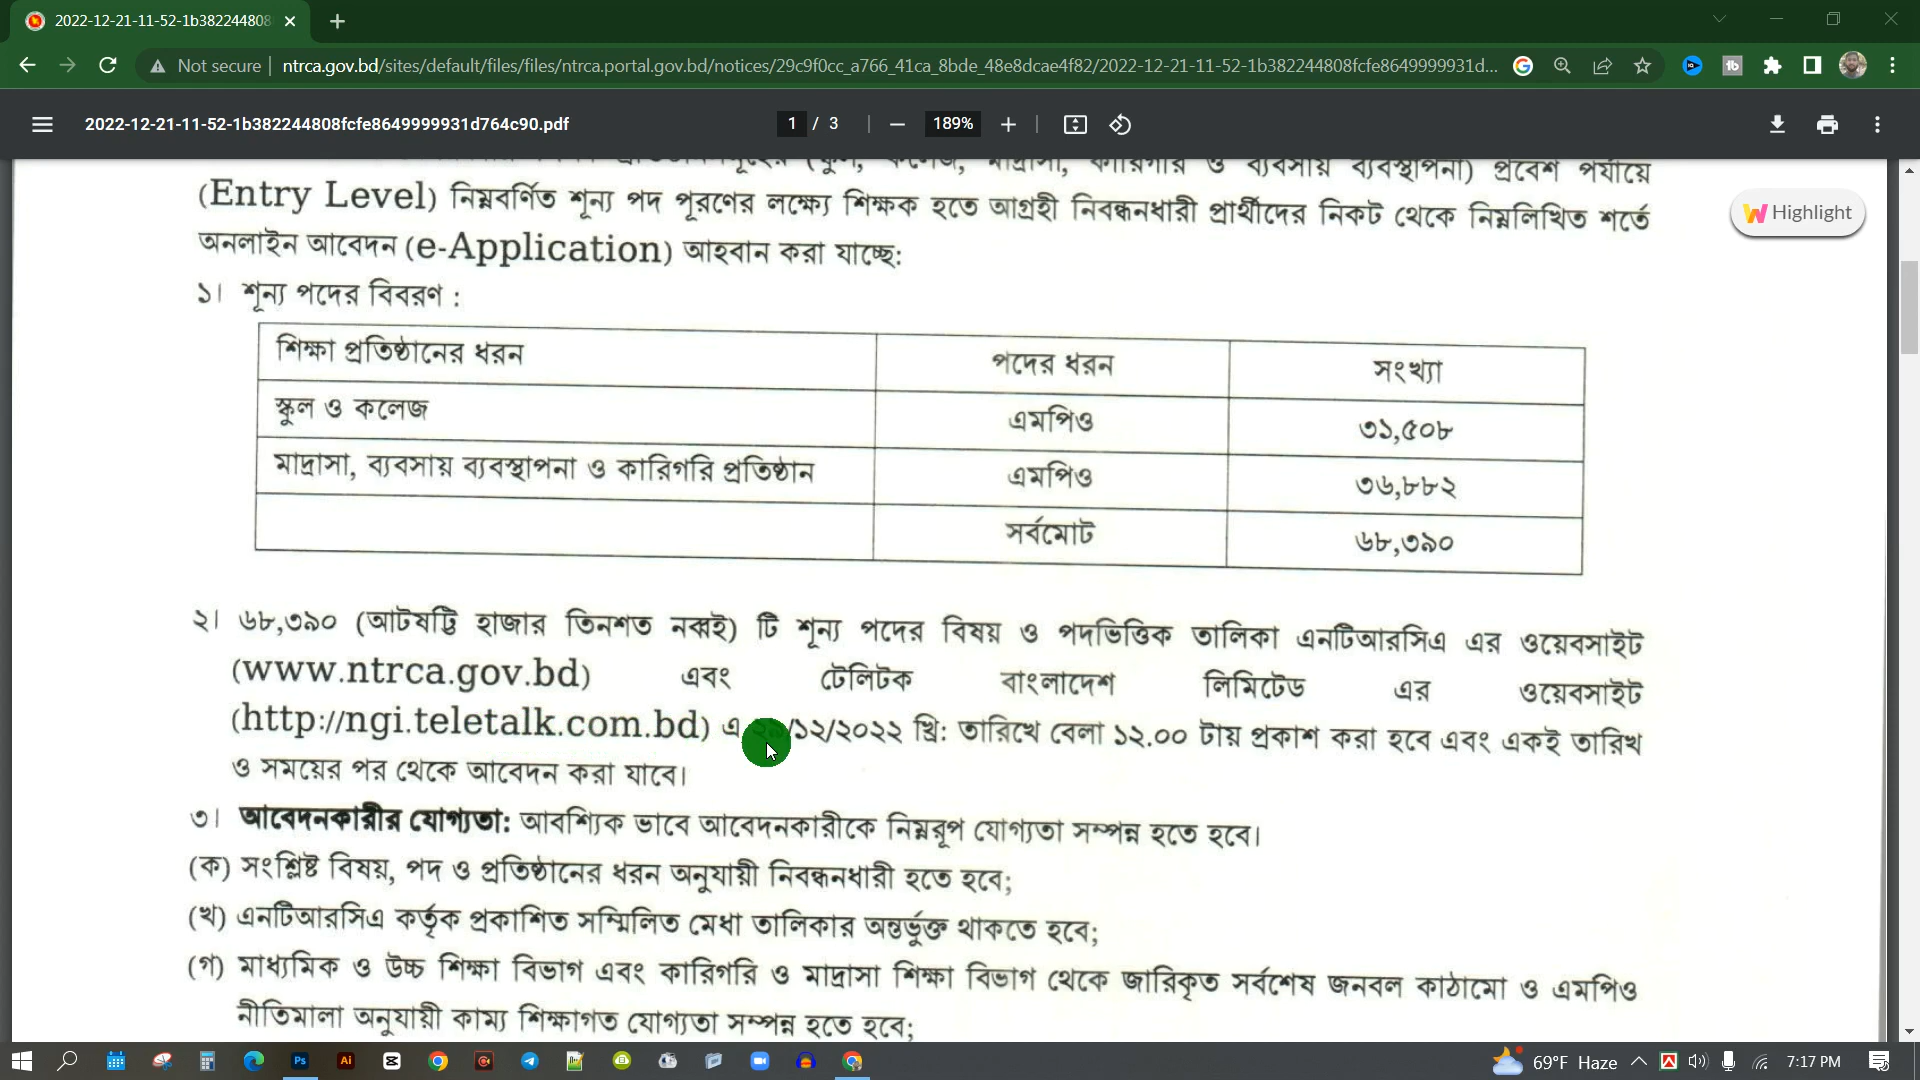 2022-12-21-11-52-1b382244808
Not secure
ntrca.gov.bd/sites/default/files/files/ntrca.portal.gov.bd/notices/29c9f0cc_a766_41ca_8bde_48e8dcae4f82/2022-12-21-11-52-1b382244808fcfe8649999931d...
2022-12-21-11-52-1b382244808fcfe8649999931d764c90.pdf
1 / 3
189%
(স্কুল, কলেজ, মাদ্রাসা, কারিগরি ও ব্যবসায় ব্যবস্থাপনা) প্রবেশ পর্যায়ে
(Entry Level) নিম্নবর্ণিত শূন্য পদ পূরণের লক্ষ্যে শিক্ষক হতে আগ্রহী নিবন্ধনধারী প্রার্থীদের নিকট থেকে নিম্নলিখিত শর্তে
Highlight
অনলাইন আবেদন (e-Application) আহবান করা যাচ্ছে:
১। শূন্য পদের বিবরণ :
শিক্ষা প্রতিষ্ঠানের ধরন পদের ধরন সংখ্যা
স্কুল ও কলেজ এমপিও ৩১,৫০৮
মাদ্রাসা, ব্যবসায় ব্যবস্থাপনা ও কারিগরি প্রতিষ্ঠান এমপিও ৩৬,৮৮২
সর্বমোট ৬৮,৩৯০
২। ৬৮,৩৯০ (আটষট্টি হাজার তিনশত নব্বই) টি শূন্য পদের বিষয় ও পদভিত্তিক তালিকা এনটিআরসিএ এর ওয়েবসাইট
(www.ntrca.gov.bd) এবং টেলিটক বাংলাদেশ লিমিটেড এর ওয়েবসাইট
(http://ngi.teletalk.com.bd) এ ২৯/১২/২০২২ খ্রি: তারিখে বেলা ১২.০০ টায় প্রকাশ করা হবে এবং একই তারিখ
ও সময়ের পর থেকে আবেদন করা যাবে।
৩। আবেদনকারীর যোগ্যতা: আবশ্যিক ভাবে আবেদনকারীকে নিম্নরূপ যোগ্যতা সম্পন্ন হতে হবে।
(ক) সংশ্লিষ্ট বিষয়, পদ ও প্রতিষ্ঠানের ধরন অনুযায়ী নিবন্ধনধারী হতে হবে;
(খ) এনটিআরসিএ কর্তৃক প্রকাশিত সম্মিলিত মেধা তালিকার অন্তর্ভুক্ত থাকতে হবে;
(গ) মাধ্যমিক ও উচ্চ শিক্ষা বিভাগ এবং কারিগরি ও মাদ্রাসা শিক্ষা বিভাগ থেকে জারিকৃত সর্বশেষ জনবল কাঠামো ও এমপিও
নীতিমালা অনুযায়ী কাম্য শিক্ষাগত যোগ্যতা সম্পন্ন হতে হবে;
69°F Haze
7:17 PM